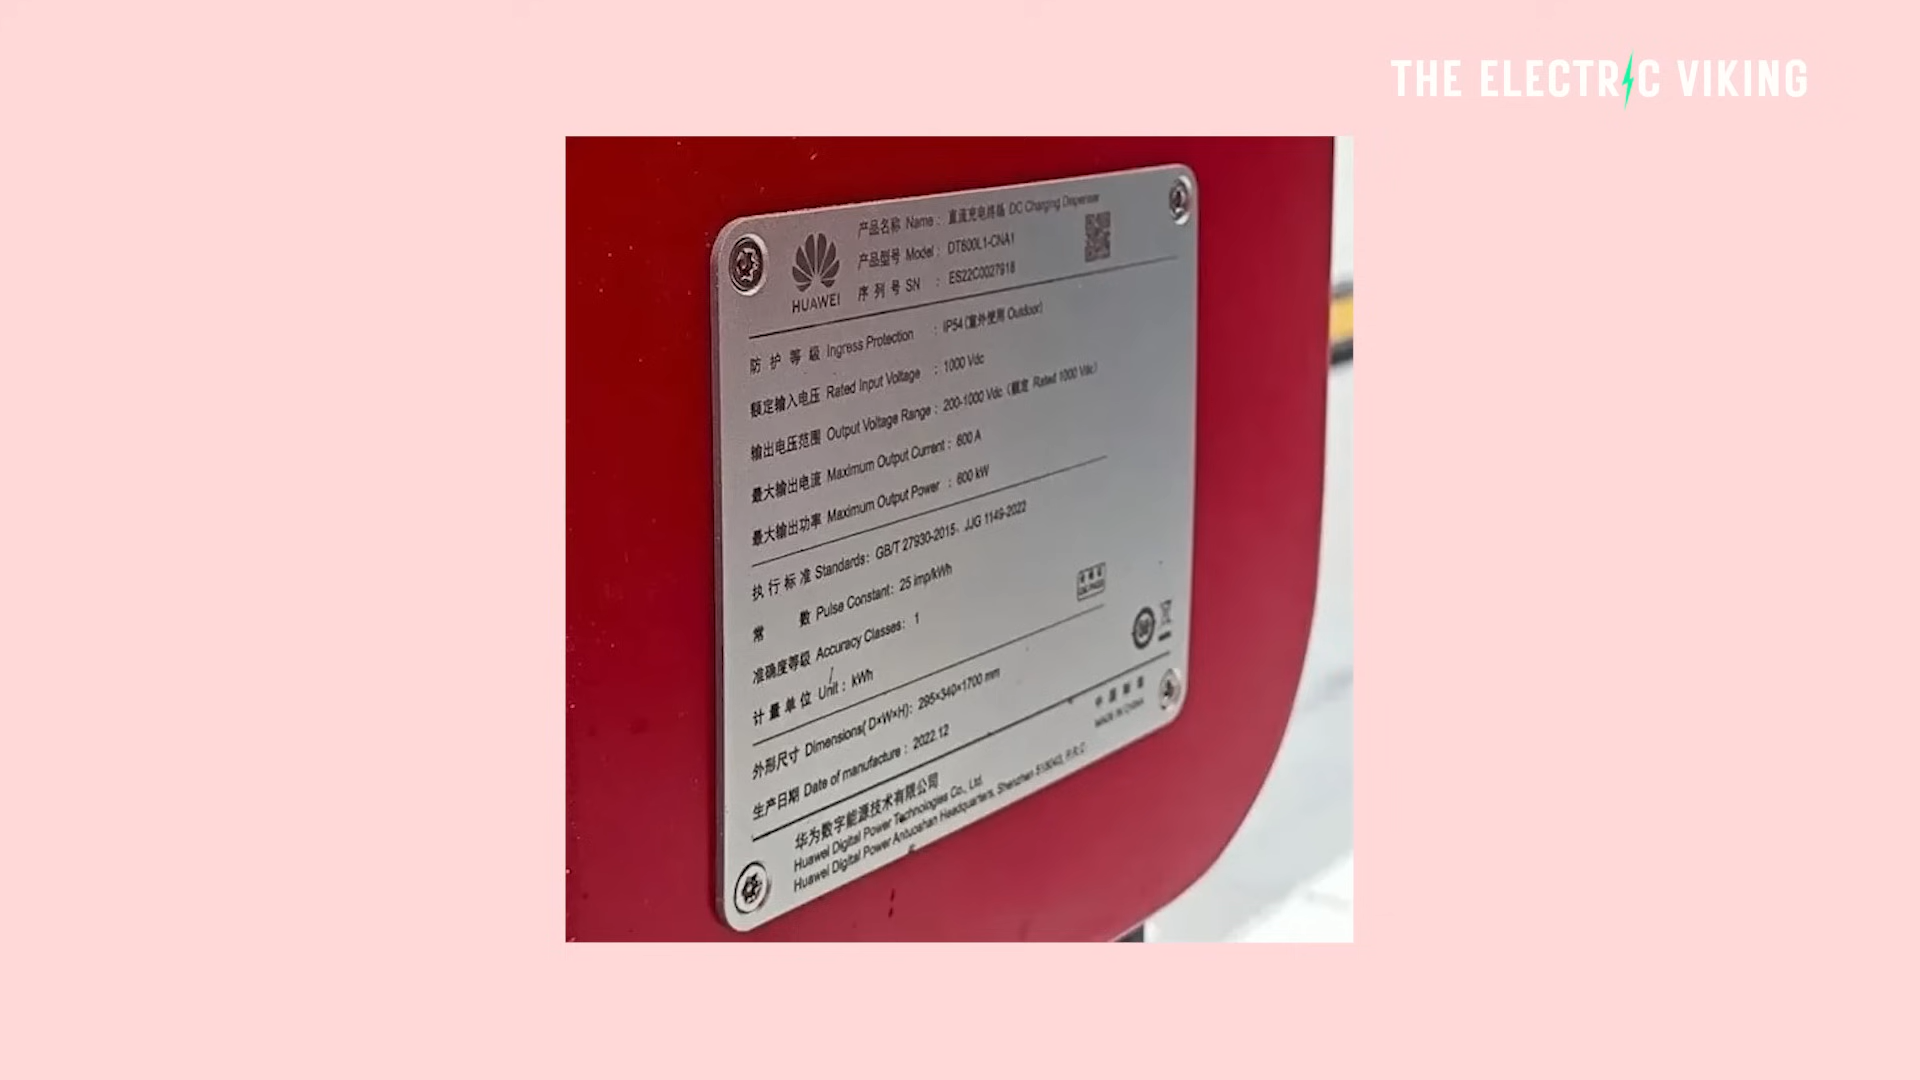 THE ELECTRIC VIKING
HUAWEI
产品名称 Name : 直流充电终端 DC Charging Dispenser
产品型号 Model : DT600L1-CNA1
序列号 SN : ES22C0027918
防护等级 Ingress Protection : IP54(室外使用 Outdoor)
额定输入电压 Rated Input Voltage : 1000 Vdc
输出电压范围 Output Voltage Range : 200-1000 Vdc (额定 Rated 1000 Vdc)
最大输出电流 Maximum Output Current : 600 A
最大输出功率 Maximum Output Power : 600 kW
执行标准 Standards: GB/T 27930-2015、JJG 1149-2022
常 数 Pulse Constant: 25 imp/kWh
准确度等级 Accuracy Classes: 1
计量单位 Unit : kWh
外形尺寸 Dimensions( D×W×H): 295×340×1700 mm
生产日期 Date of manufacture : 2022.12
中国制造
MADE IN CHINA
华为数字能源技术有限公司
Huawei Digital Power Technologies Co., Ltd.
Huawei Digital Power Antuoshan Headquarters, Shenzhen 518043, P.R.C